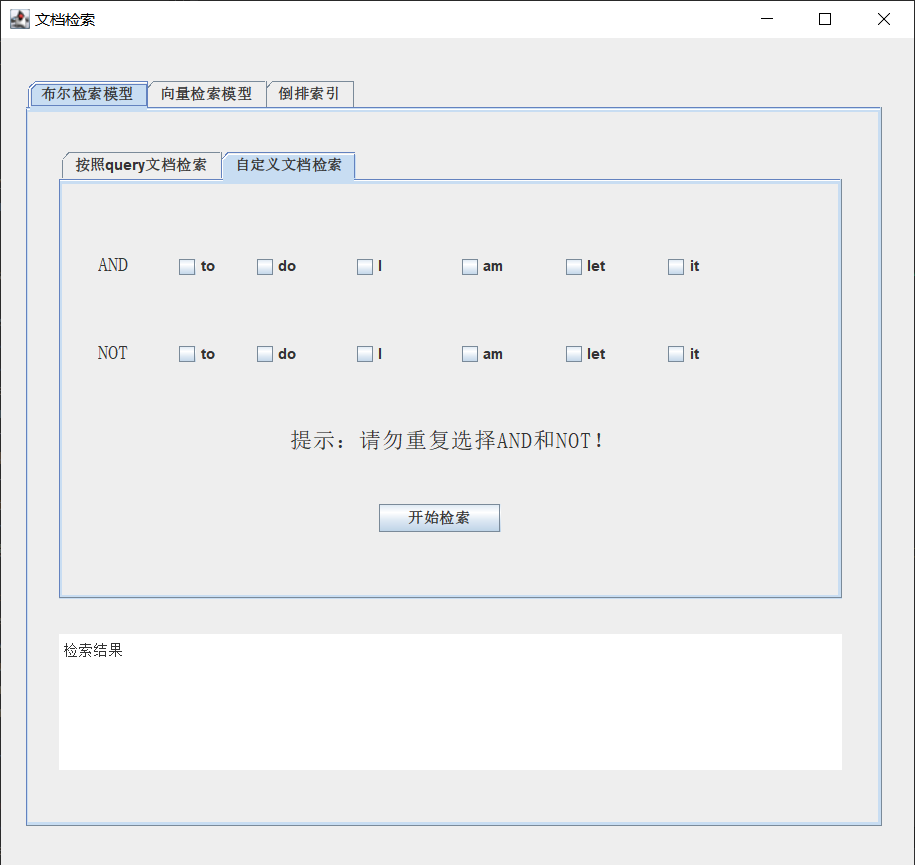 文档检索
布尔检索模型 向量检索模型 倒排索引
按照query文档检索 自定义文档检索
AND to do I am let it
NOT to do I am let it
提示：请勿重复选择AND和NOT！
开始检索
检索结果